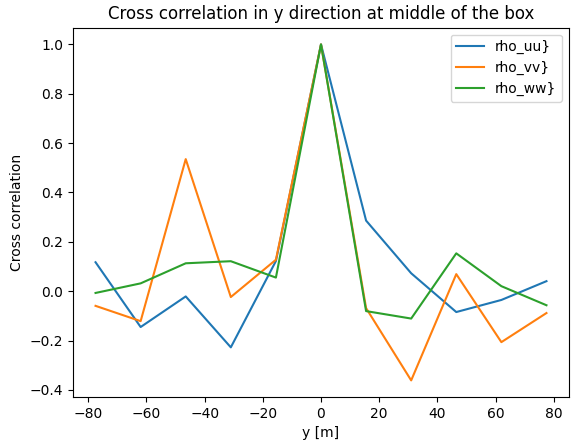 Cross correlation in y direction at middle of the box
rho_uu}
rho_vv}
rho_ww}
Cross correlation
1.0
0.8
0.6
0.4
0.2
0.0
−0.2
−0.4
−80
−60
−40
−20
0
20
40
60
80
y [m]